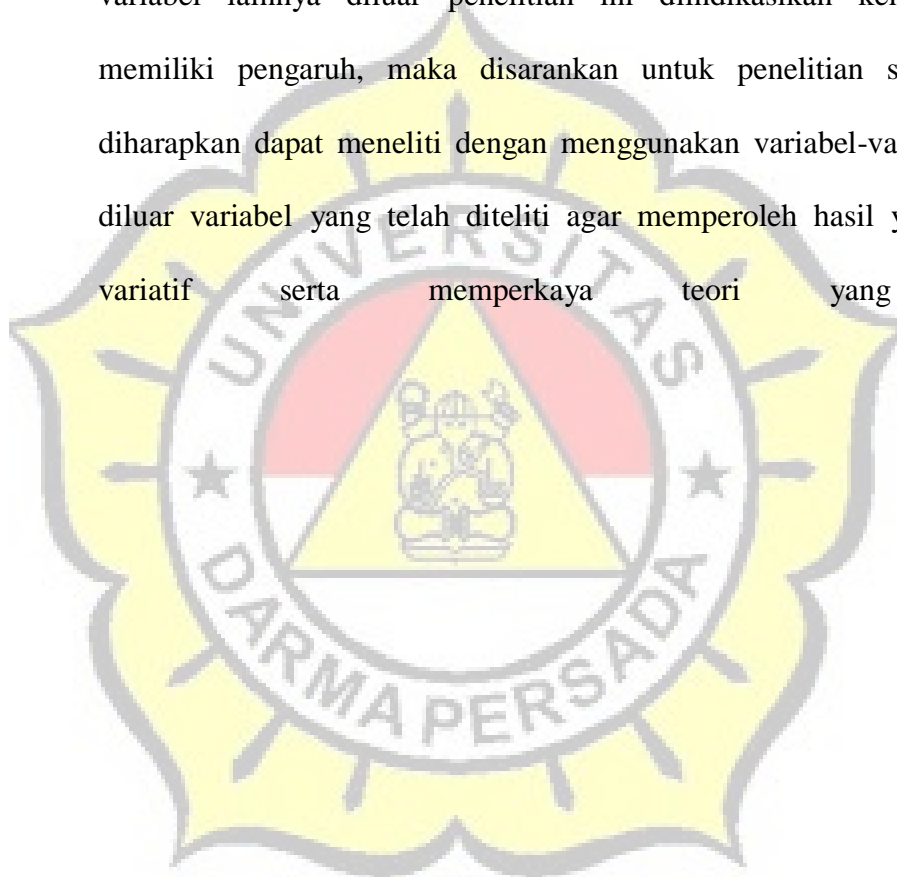 variabel lainnya diluar penelitian ini diindikasikan
memiliki pengaruh, maka disarankan untuk penelitian
diharapkan dapat meneliti dengan menggunakan
diluar variabel yang telah diteliti agar memperoleh hasil
variatif serta memperkaya teori yang
UNIVERSITAS
DARMA PERSADA